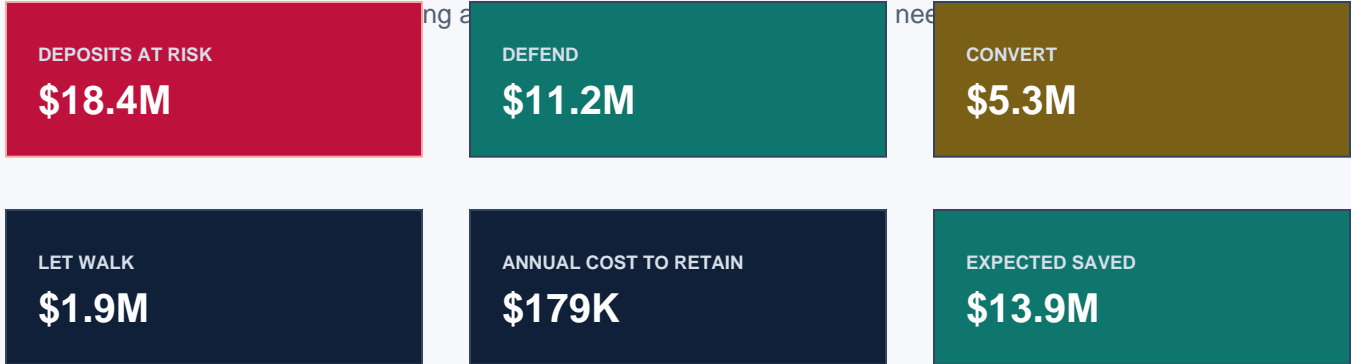 DEPOSITS AT RISK
$18.4M
DEFEND
$11.2M
CONVERT
$5.3M
LET WALK
$1.9M
ANNUAL COST TO RETAIN
$179K
EXPECTED SAVED
$13.9M